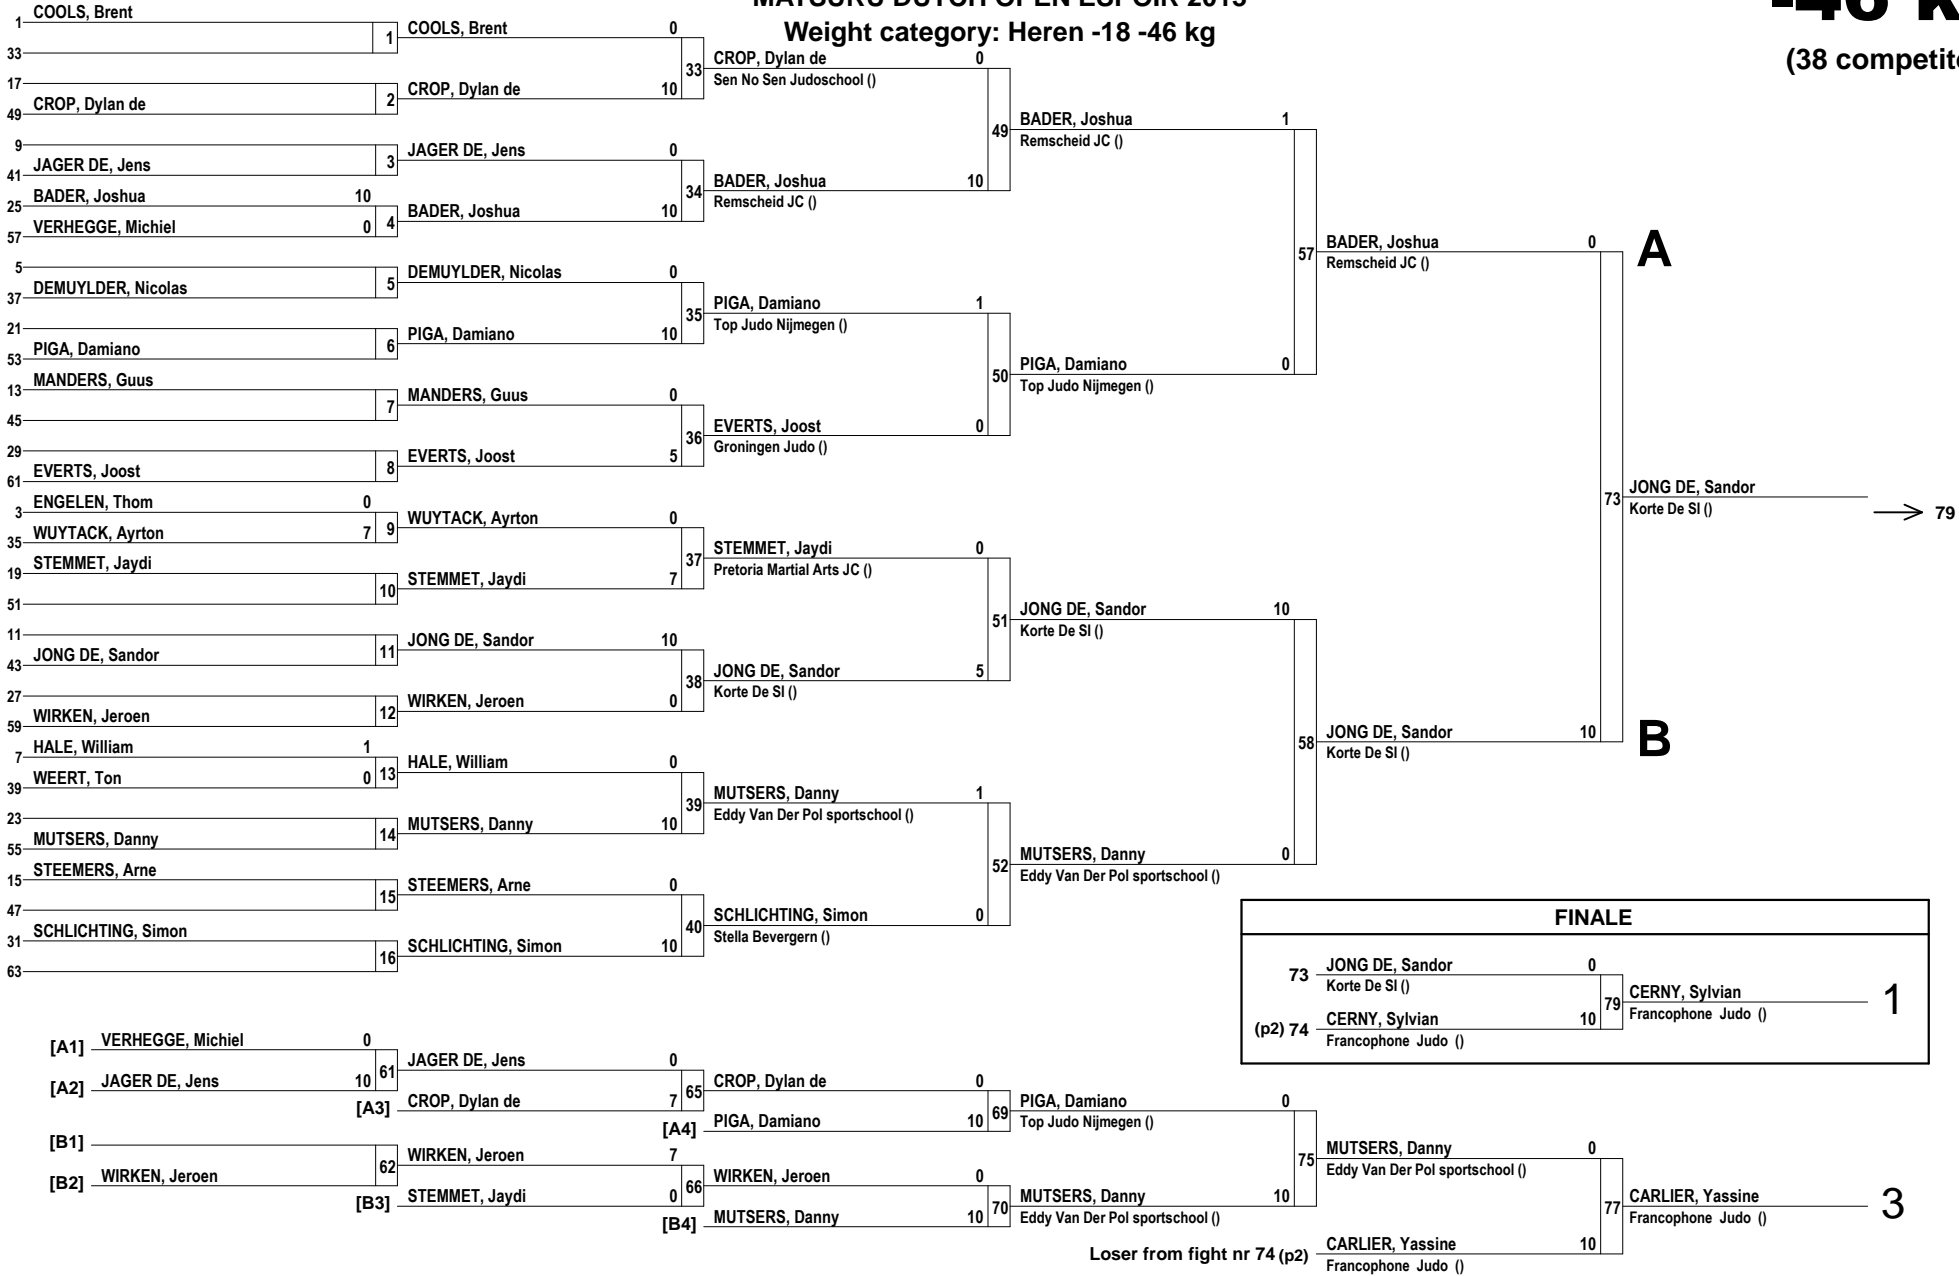 MATSURU DUTCH OPEN ESPOIR 2013
Weight category: Heren -18 -46 kg
-46 K
(38 competit
1 COOLS, Brent
33
1
17
49 CROP, Dylan de
2
9
41 JAGER DE, Jens
3
25 BADER, Joshua 10
57 VERHEGGE, Michiel 0
4
5
37 DEMUYLDER, Nicolas
5
21
53 PIGA, Damiano
6
13 MANDERS, Guus
45
7
29
61 EVERTS, Joost
8
3 ENGELEN, Thom 0
35 WUYTACK, Ayrton 7
9
19 STEMMET, Jaydi
51
10
11
43 JONG DE, Sandor
11
27
59 WIRKEN, Jeroen
12
7 HALE, William 1
39 WEERT, Ton 0
13
23
55 MUTSERS, Danny
14
15 STEEMERS, Arne
47
15
31 SCHLICHTING, Simon
63
16
COOLS, Brent 0
CROP, Dylan de 10
33
JAGER DE, Jens 0
BADER, Joshua 10
34
DEMUYLDER, Nicolas 0
PIGA, Damiano 10
35
MANDERS, Guus 0
EVERTS, Joost 5
36
WUYTACK, Ayrton 0
STEMMET, Jaydi 7
37
JONG DE, Sandor 10
WIRKEN, Jeroen 0
38
HALE, William 0
MUTSERS, Danny 10
39
STEEMERS, Arne 0
SCHLICHTING, Simon 10
40
CROP, Dylan de 0
Sen No Sen Judoschool ()
BADER, Joshua 10
Remscheid JC ()
49
PIGA, Damiano 1
Top Judo Nijmegen ()
EVERTS, Joost 0
Groningen Judo ()
50
STEMMET, Jaydi 0
Pretoria Martial Arts JC ()
JONG DE, Sandor 5
Korte De Sl ()
51
MUTSERS, Danny 1
Eddy Van Der Pol sportschool ()
SCHLICHTING, Simon 0
Stella Bevergern ()
52
BADER, Joshua 1
Remscheid JC ()
PIGA, Damiano 0
Top Judo Nijmegen ()
57
JONG DE, Sandor 10
Korte De Sl ()
MUTSERS, Danny 0
Eddy Van Der Pol sportschool ()
58
BADER, Joshua 0
Remscheid JC ()
A
JONG DE, Sandor 10
Korte De Sl ()
B
73
JONG DE, Sandor
Korte De Sl ()
79
FINALE
73 JONG DE, Sandor 0
Korte De Sl ()
(p2) 74 CERNY, Sylvian 10
Francophone Judo ()
79
CERNY, Sylvian
Francophone Judo ()
1
[A1] VERHEGGE, Michiel 0
[A2] JAGER DE, Jens 10
61
JAGER DE, Jens 0
[A3] CROP, Dylan de 7
65
CROP, Dylan de 0
[A4] PIGA, Damiano 10
69
[B1]
[B2] WIRKEN, Jeroen
62
WIRKEN, Jeroen 7
[B3] STEMMET, Jaydi 0
66
WIRKEN, Jeroen 0
[B4] MUTSERS, Danny 10
70
PIGA, Damiano 0
Top Judo Nijmegen ()
MUTSERS, Danny 10
Eddy Van Der Pol sportschool ()
75
MUTSERS, Danny 0
Eddy Van Der Pol sportschool ()
Loser from fight nr 74 (p2) CARLIER, Yassine 10
Francophone Judo ()
77
CARLIER, Yassine
Francophone Judo ()
3